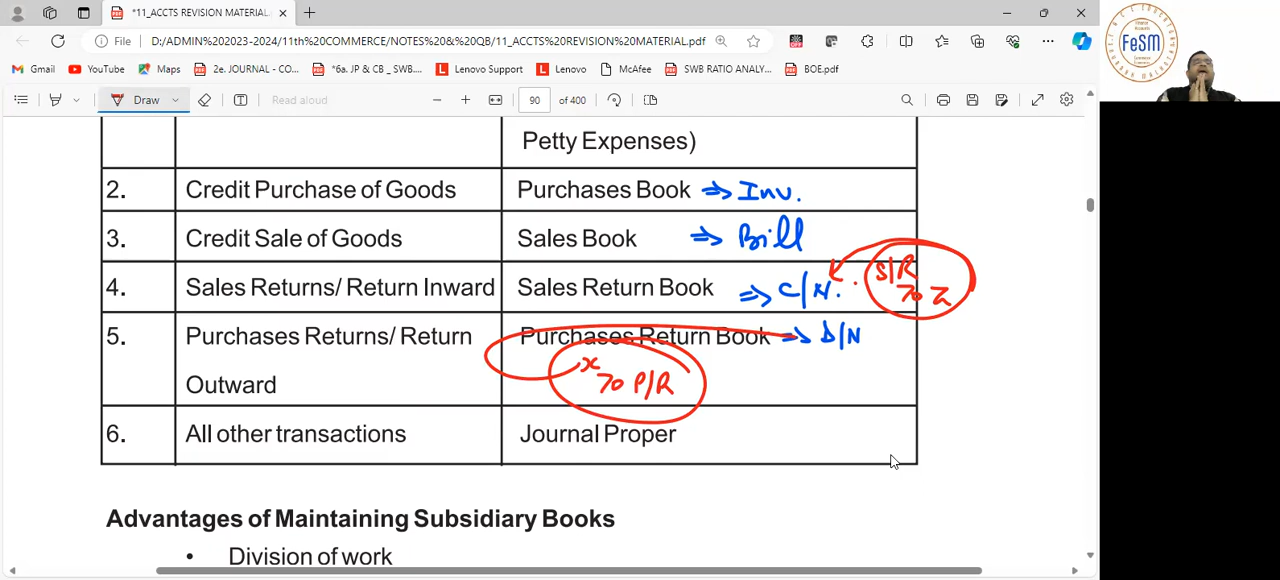 *11_ACCTS REVISION MATERIAL.
File
D:/ADMIN%202023-2024/11th%20COMMERCE/NOTES%20&%20QB/11_ACCTS%20REVISION%20MATERIAL.pdf
Gmail
YouTube
Maps
2e. JOURNAL - CO...
*6a. JP & CB _ SWB...
Lenovo Support
Lenovo
McAfee
SWB RATIO ANALY...
BOE.pdf
Draw
Read aloud
90 of 400
FeSM
Petty Expenses)
2. Credit Purchase of Goods Purchases Book ⇒ Inv.
3. Credit Sale of Goods Sales Book ⇒ Bill
4. Sales Returns/ Return Inward Sales Return Book ⇒ C/N. S/R
To Z
5. Purchases Returns/ Return Purchases Return Book ⇒ D/N
Outward x
To P/R
6. All other transactions Journal Proper
Advantages of Maintaining Subsidiary Books
• Division of work